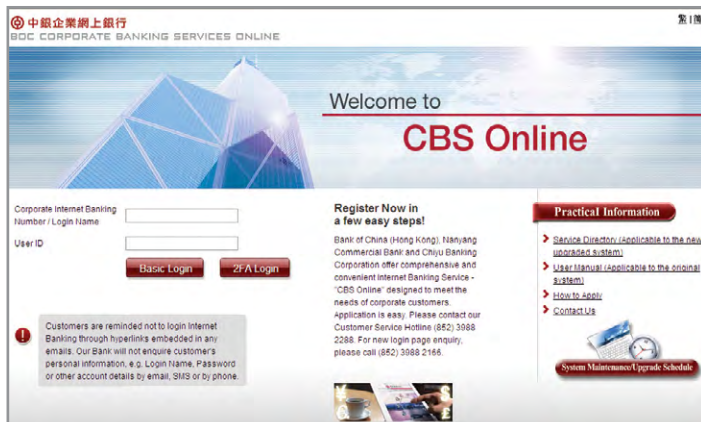 中銀企業網上銀行
BOC CORPORATE BANKING SERVICES ONLINE
繁 | 簡
Welcome to
CBS Online
Corporate Internet Banking
Number / Login Name
User ID
Basic Login
2FA Login
Customers are reminded not to login Internet
Banking through hyperlinks embedded in any
emails. Our Bank will not enquire customer's
personal information, e.g. Login Name, Password
or other account details by email, SMS or by phone.
Register Now in
a few easy steps!
Bank of China (Hong Kong), Nanyang
Commercial Bank and Chiyu Banking
Corporation offer comprehensive and
convenient Internet Banking Service -
"CBS Online" designed to meet the
needs of corporate customers.
Application is easy. Please contact our
Customer Service Hotline (852) 3988
2288. For new login page enquiry,
please call (852) 3988 2166.
Practical Information
Service Directory (Applicable to the new
upgraded system)
User Manual (Applicable to the original
system)
How to Apply
Contact Us
System Maintenance/Upgrade Schedule